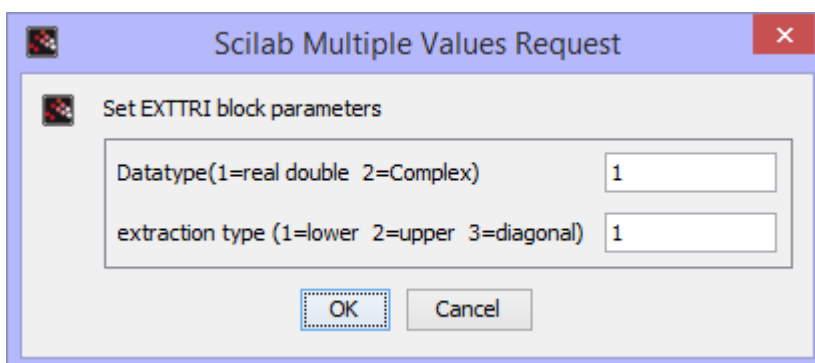 Scilab Multiple Values Request
Set EXTTRI block parameters
Datatype(1=real double 2=Complex) 1
extraction type (1=lower 2=upper 3=diagonal) 1
OK Cancel